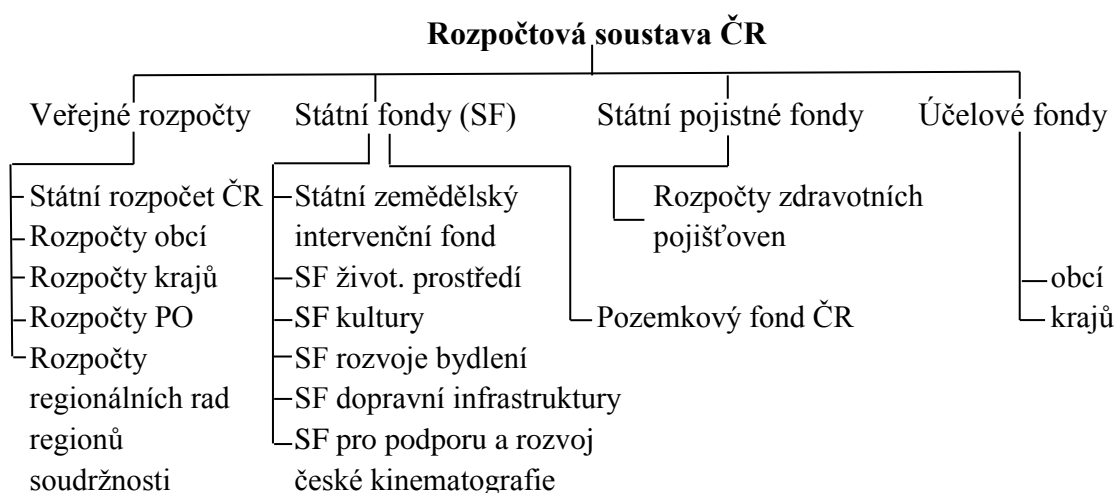 Rozpočtová soustava ČR
Veřejné rozpočty
Státní rozpočet ČR
Rozpočty obcí
Rozpočty krajů
Rozpočty PO
Rozpočty
regionálních rad
regionů
soudržnosti
Státní fondy (SF)
Státní zemědělský
intervenční fond
SF život. prostředí
SF kultury
SF rozvoje bydlení
SF dopravní infrastruktury
SF pro podporu a rozvoj
české kinematografie
Pozemkový fond ČR
Státní pojistné fondy
Rozpočty zdravotních
pojišťoven
Účelové fondy
obcí
krajů